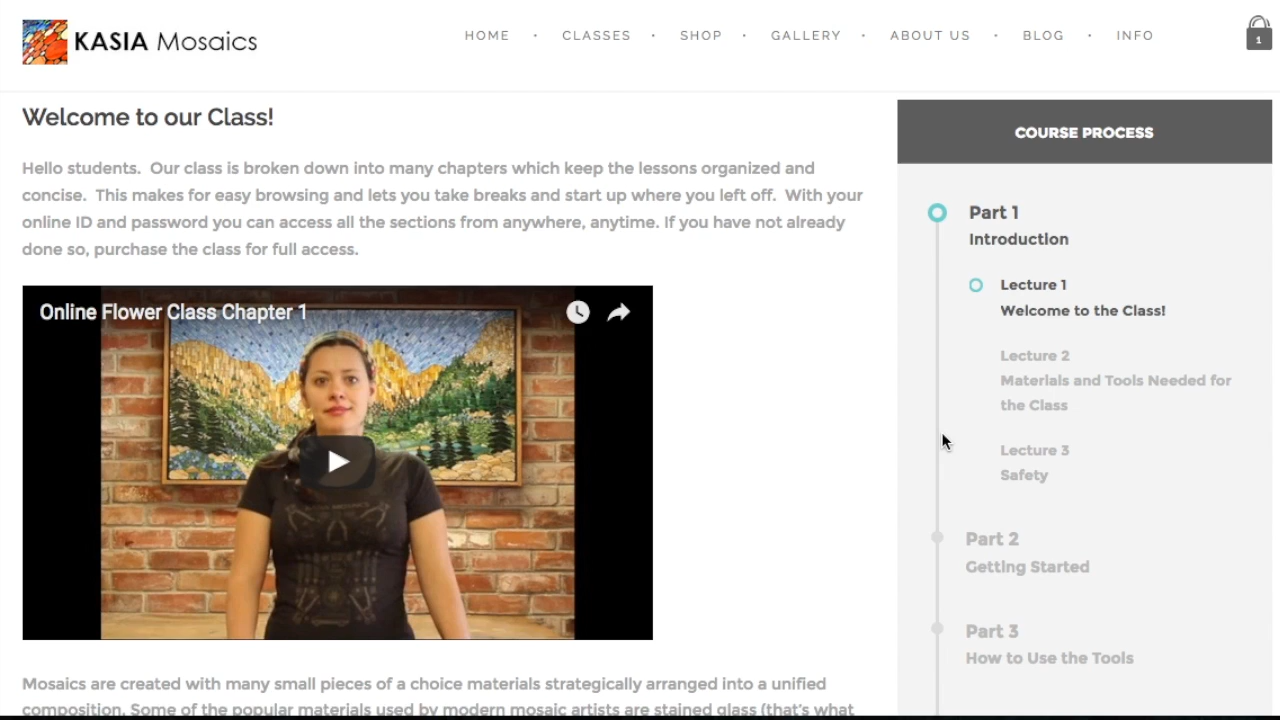 KASIA Mosaics
HOME • CLASSES • SHOP • GALLERY • ABOUT US • BLOG • INFO
1
Welcome to our Class!
Hello students. Our class is broken down into many chapters which keep the lessons organized and
concise. This makes for easy browsing and lets you take breaks and start up where you left off. With your
online ID and password you can access all the sections from anywhere, anytime. If you have not already
done so, purchase the class for full access.
Online Flower Class Chapter 1
Mosaics are created with many small pieces of a choice materials strategically arranged into a unified
composition. Some of the popular materials used by modern mosaic artists are stained glass (that's what
COURSE PROCESS
Part 1
Introduction
Lecture 1
Welcome to the Class!
Lecture 2
Materials and Tools Needed for
the Class
Lecture 3
Safety
Part 2
Getting Started
Part 3
How to Use the Tools